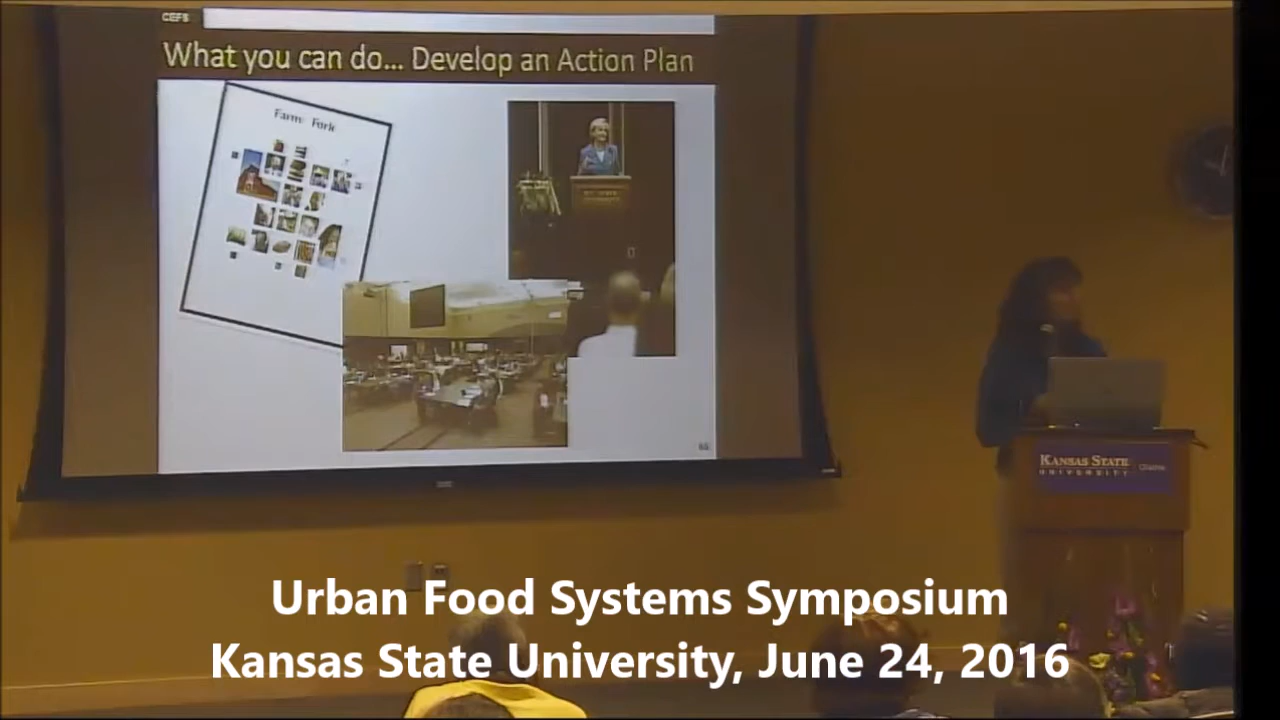 CEFS
What you can do... Develop an Action Plan
Farm Fork
KANSAS STATE
UNIVERSITY
Olathe
Urban Food Systems Symposium
Kansas State University, June 24, 2016